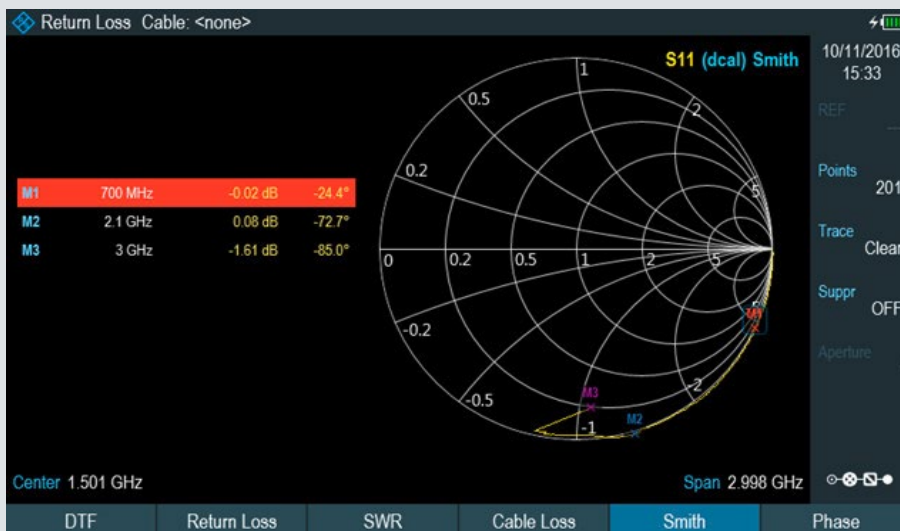 Return Loss Cable: <none>
S11 (dcal) Smith
10/11/2016
15:33
REF
---
Points
201
Trace
Clear
Suppr
OFF
Aperture
M1 700 MHz -0.02 dB -24.4°
M2 2.1 GHz 0.08 dB -72.7°
M3 3 GHz -1.61 dB -85.0°
1
0.5
2
0.2
5
0 0.2 0.5 1 2 5
M1
-0.2
-2
-0.5
M3
M2
-1
Center 1.501 GHz
Span 2.998 GHz
DTF Return Loss SWR Cable Loss Smith Phase